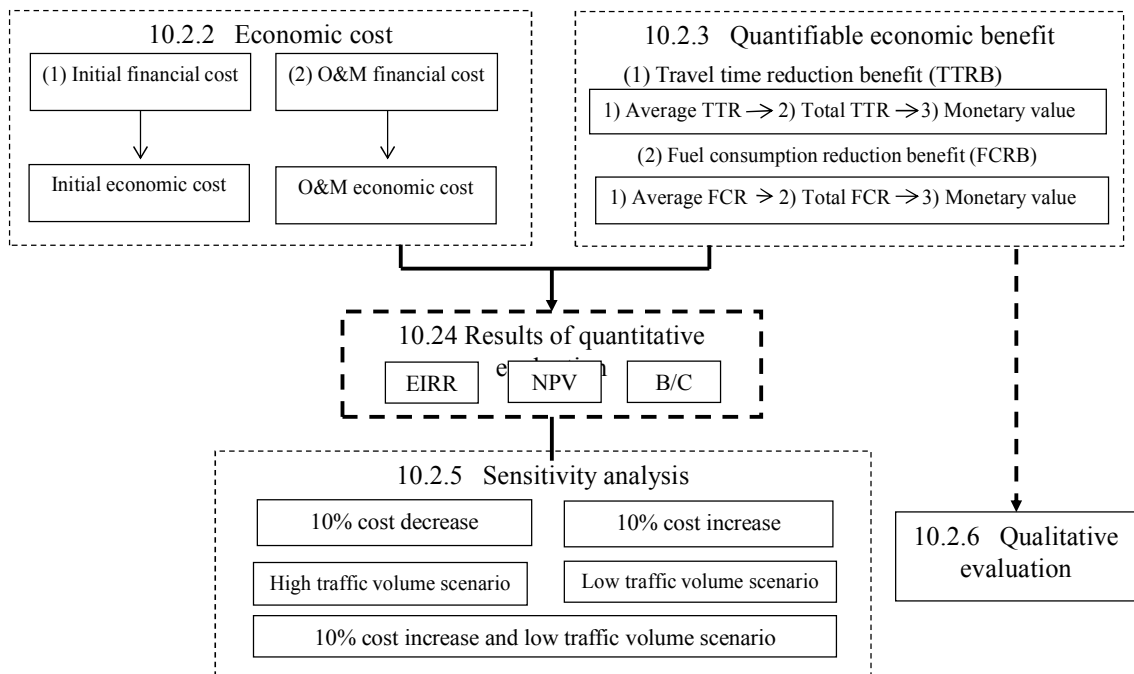 10.2.2 Economic cost
(1) Initial financial cost
(2) O&M financial cost
Initial economic cost
O&M economic cost
10.2.3 Quantifiable economic benefit
(1) Travel time reduction benefit (TTRB)
1) Average TTR → 2) Total TTR → 3) Monetary value
(2) Fuel consumption reduction benefit (FCRB)
1) Average FCR → 2) Total FCR → 3) Monetary value
10.24 Results of quantitative
EIRR
NPV
B/C
10.2.5 Sensitivity analysis
10% cost decrease
10% cost increase
High traffic volume scenario
Low traffic volume scenario
10% cost increase and low traffic volume scenario
10.2.6 Qualitative
evaluation